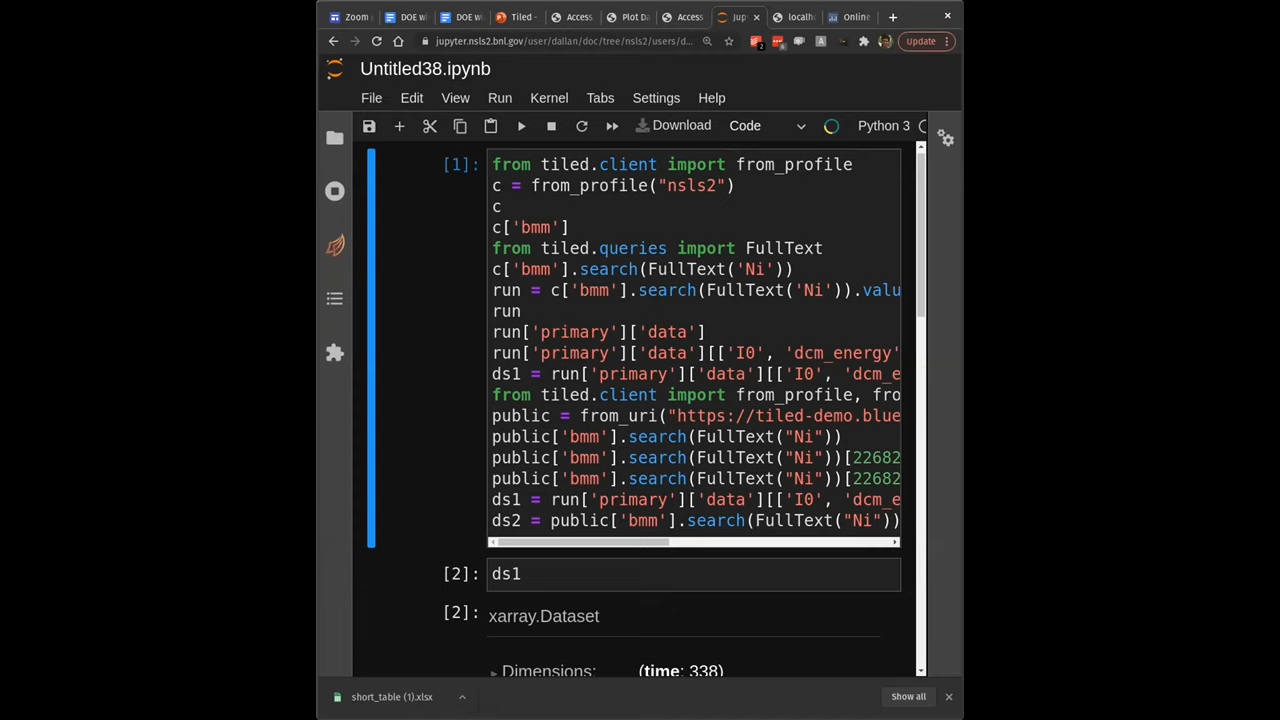 Zoom
DOE wi
DOE wi
Tiled -
Access
Plot Da
Access
Jup
localh
Online
jupyter.nsls2.bnl.gov/user/dallan/doc/tree/nsls2/users/d...
2
6
A
Update
Untitled38.ipynb
File Edit View Run Kernel Tabs Settings Help
Download Code Python 3
[1]: from tiled.client import from_profile
c = from_profile("nsls2")
c
c['bmm']
from tiled.queries import FullText
c['bmm'].search(FullText('Ni'))
run = c['bmm'].search(FullText('Ni')).valu
run
run['primary']['data']
run['primary']['data'][['I0', 'dcm_energy'
ds1 = run['primary']['data'][['I0', 'dcm_e
from tiled.client import from_profile, fro
public = from_uri("https://tiled-demo.blue
public['bmm'].search(FullText("Ni"))
public['bmm'].search(FullText("Ni"))[22682
public['bmm'].search(FullText("Ni"))[22682
ds1 = run['primary']['data'][['I0', 'dcm_e
ds2 = public['bmm'].search(FullText("Ni"))
[2]: ds1
[2]: xarray.Dataset
Dimensions: (time: 338)
short_table (1).xlsx
Show all